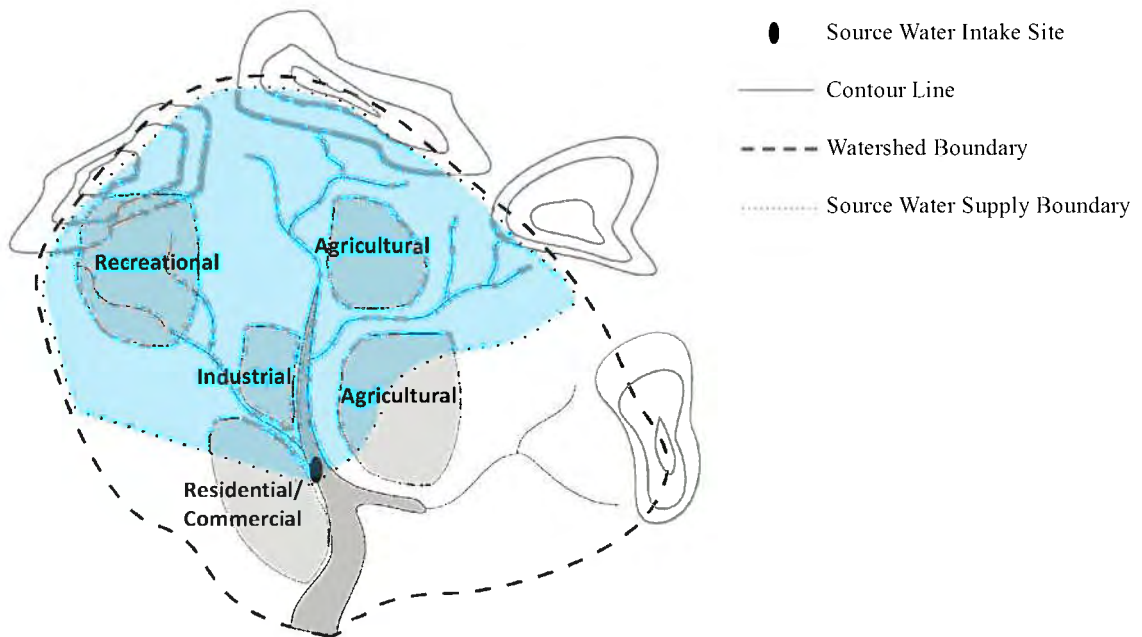 Source Water Intake Site
Contour Line
Watershed Boundary
Source Water Supply Boundary
Agricultural
Recreational
Industrial
Agricultural
Residential/
Commercial